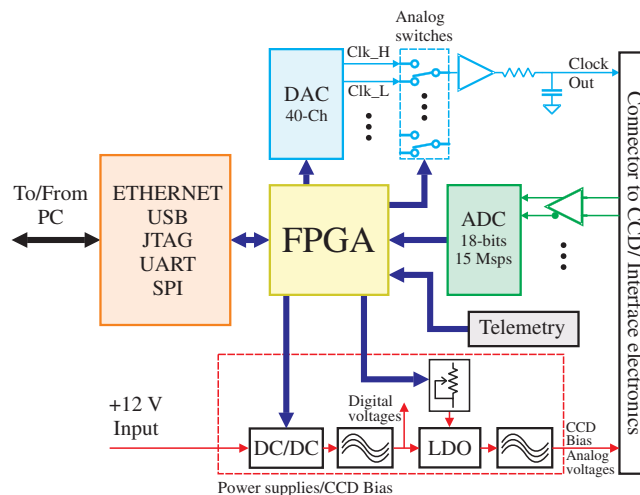 Analog
switches
Clk_H
Clk_L
DAC
40-Ch
Clock
Out
To/From
PC
ETHERNET
USB
JTAG
UART
SPI
FPGA
ADC
18-bits
15 Msps
Telemetry
Connector to CCD/ Interface electronics
+12 V
Input
Digital
voltages
DC/DC
LDO
CCD
Bias
Analog
voltages
Power supplies/CCD Bias